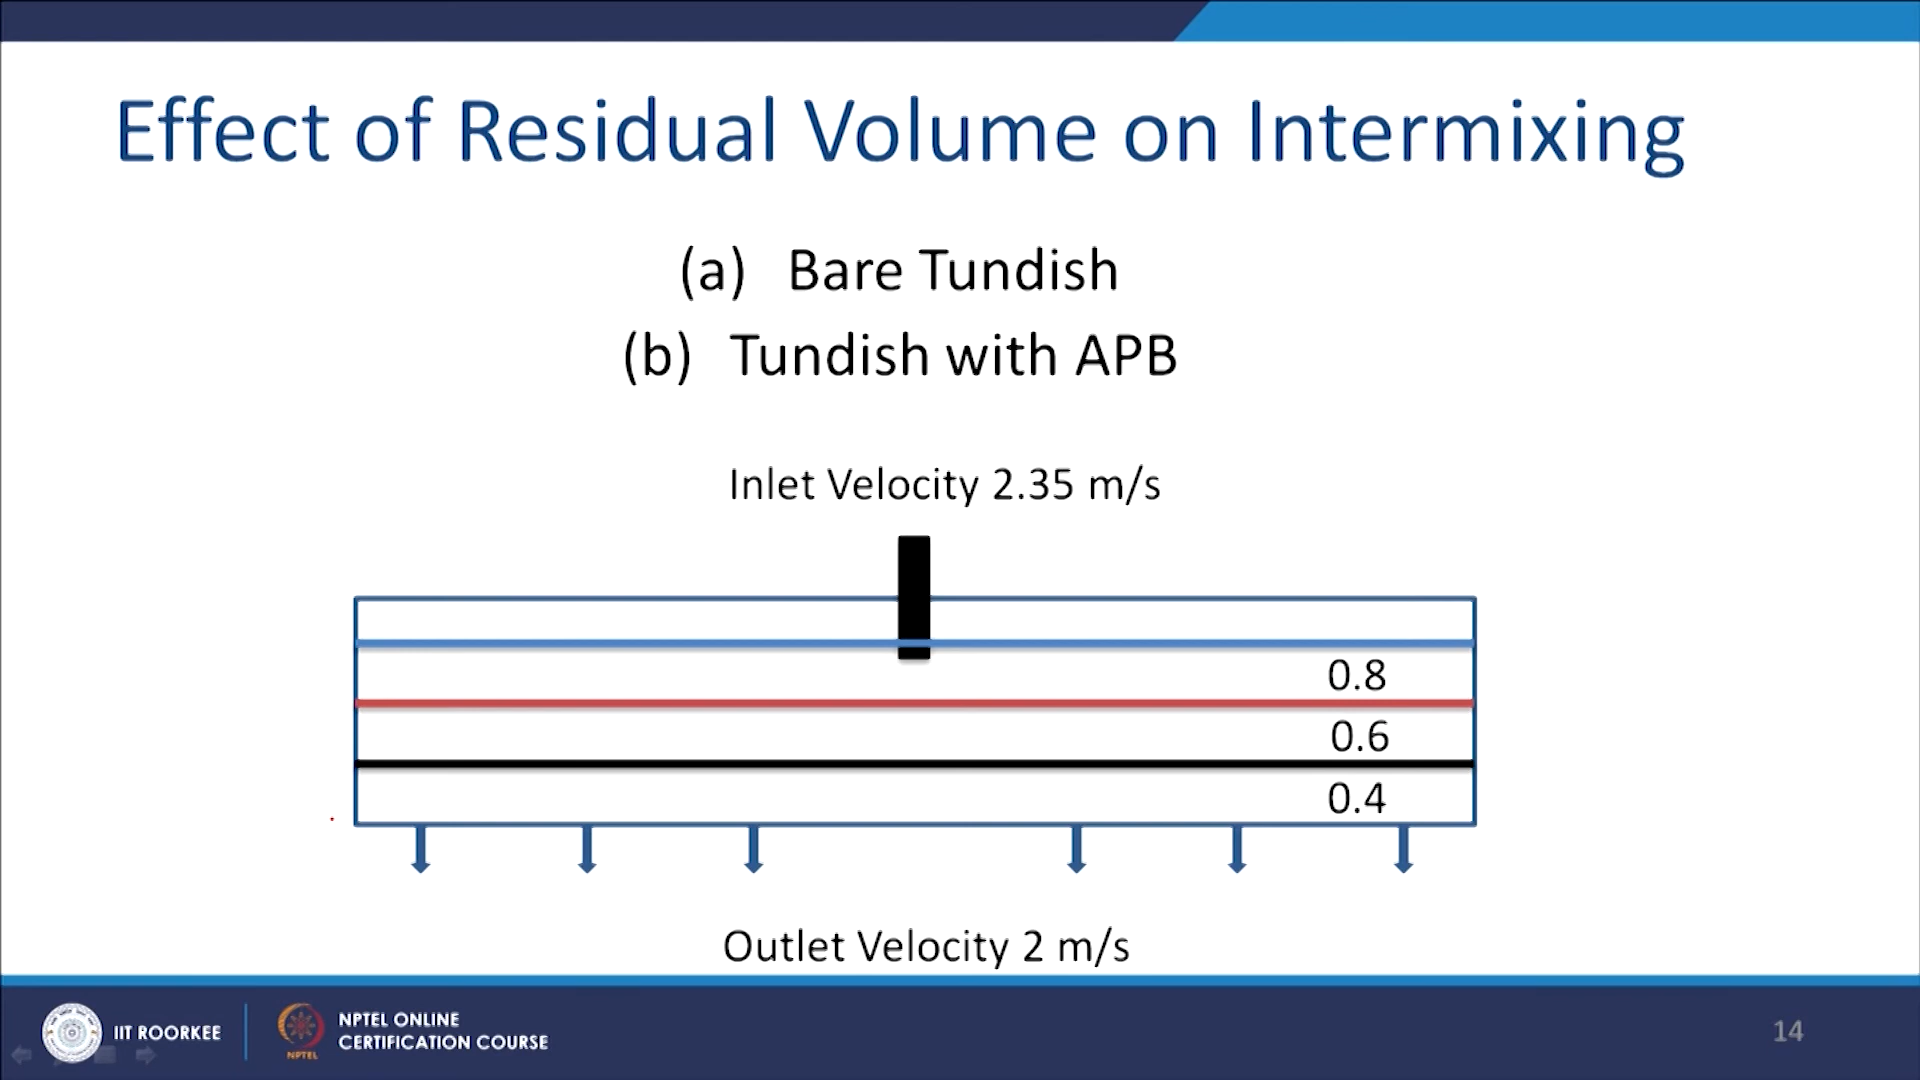 Effect of Residual Volume on Intermixing
(a) Bare Tundish
(b) Tundish with APB
Inlet Velocity 2.35 m/s
0.8
0.6
0.4
Outlet Velocity 2 m/s
IIT ROORKEE
NPTEL
NPTEL ONLINE
CERTIFICATION COURSE
14